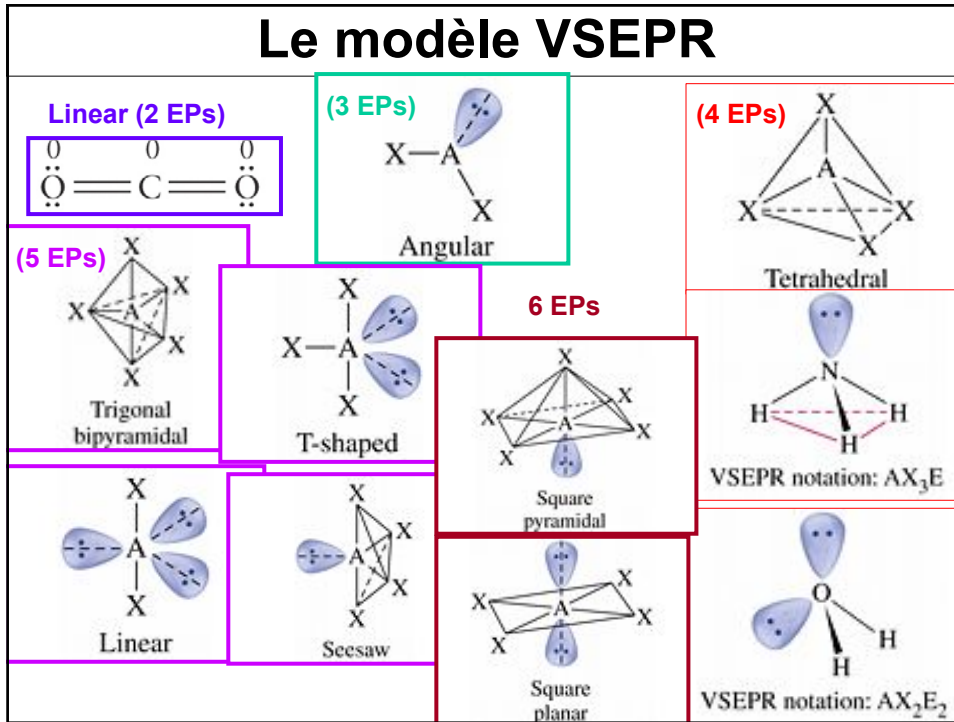 Le modèle VSEPR
Linear (2 EPs)
0 0 0
O C O
(3 EPs)
X A
X
Angular
(4 EPs)
X
A
X X
X
Tetrahedral
(5 EPs)
X
X
X A
X
X
Trigonal
bipyramidal
X
X A
X
T-shaped
6 EPs
X
X X
A
X X
Square
pyramidal
N
H H
H
VSEPR notation: AX₃E
X
A
X
Linear
X
X
A
X
X
Seesaw
X X
A
X X
Square
planar
O
H
H
VSEPR notation: AX₂E₂